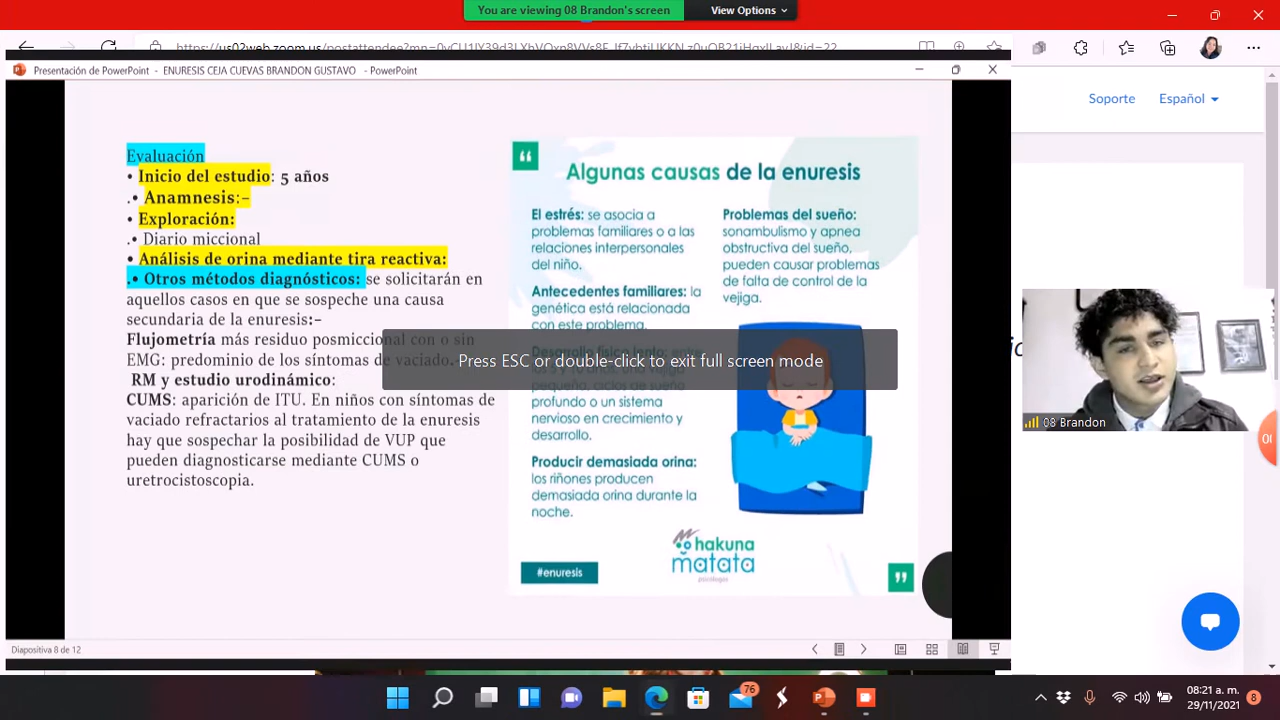 You are viewing 08 Brandon's screen
View Options
Presentación de PowerPoint - ENURESIS CEJA CUEVAS BRANDON GUSTAVO - PowerPoint
Soporte
Español
Evaluación
• Inicio del estudio: 5 años
.• Anamnesis:–
• Exploración:
.• Diario miccional
• Análisis de orina mediante tira reactiva:
.• Otros métodos diagnósticos: se solicitarán en
aquellos casos en que se sospeche una causa
secundaria de la enuresis:–
Flujometría más residuo posmiccional con o sin
EMG: predominio de los síntomas de vaciado.
RM y estudio urodinámico:
CUMS: aparición de ITU. En niños con síntomas de
vaciado refractarios al tratamiento de la enuresis
hay que sospechar la posibilidad de VUP que
pueden diagnosticarse mediante CUMS o
uretrocistoscopia.
Algunas causas de la enuresis
El estrés: se asocia a
problemas familiares o a las
relaciones interpersonales
del niño.
Antecedentes familiares: la
genética está relacionada
con este problema.
profundo o un sistema
nervioso en crecimiento y
desarrollo.
Producir demasiada orina:
los riñones producen
demasiada orina durante la
noche.
Problemas del sueño:
sonambulismo y apnea
obstructiva del sueño,
pueden causar problemas
de falta de control de la
vejiga.
hakuna
matata
psicólogos
#enuresis
Press ESC or double-click to exit full screen mode
08 Brandon
Diapositiva 8 de 12
76
08:21 a. m.
29/11/2021
8